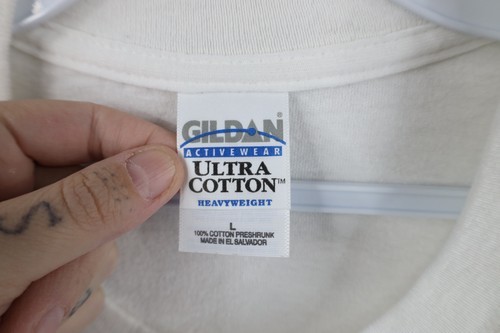 GILDAN
ACTIVEWEAR
ULTRA
COTTON™
HEAVYWEIGHT
L
100% COTTON PRESHRUNK
MADE IN EL SALVADOR